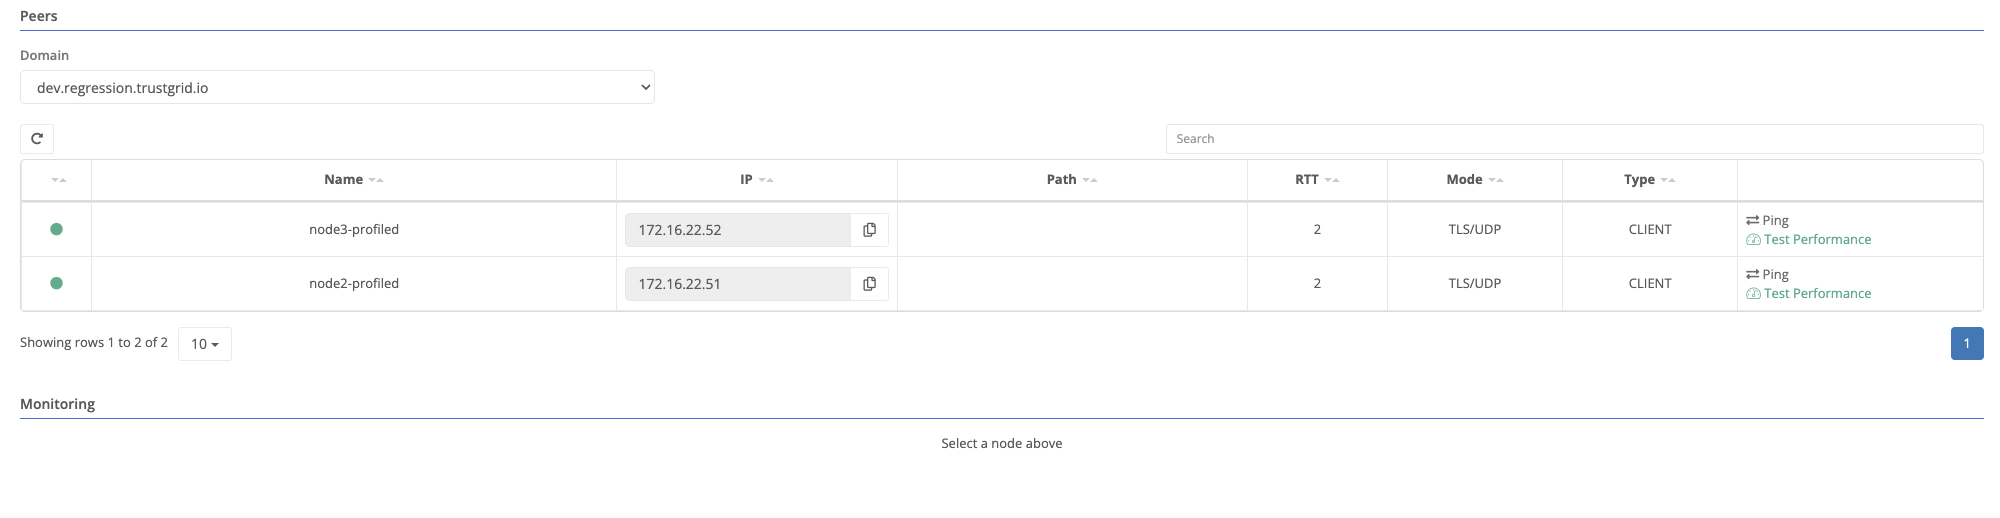 Peers
Domain
dev.regression.trustgrid.io
Search
Name IP Path RTT Mode Type
node3-profiled 172.16.22.52 2 TLS/UDP CLIENT Ping
Test Performance
node2-profiled 172.16.22.51 2 TLS/UDP CLIENT Ping
Test Performance
Showing rows 1 to 2 of 2 10 1
Monitoring
Select a node above